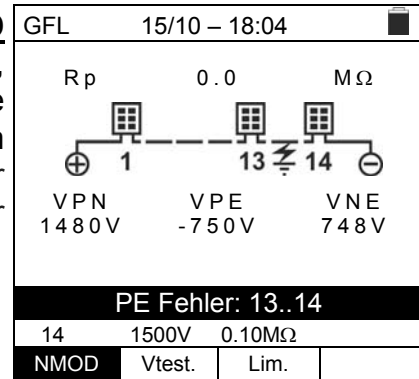 GFL 15/10 – 18:04
Rp 0.0 MΩ
1 13 14
VPN VPE VNE
1480V -750V 748V
PE Fehler: 13..14
14 1500V 0.10MΩ
NMOD Vtest. Lim.